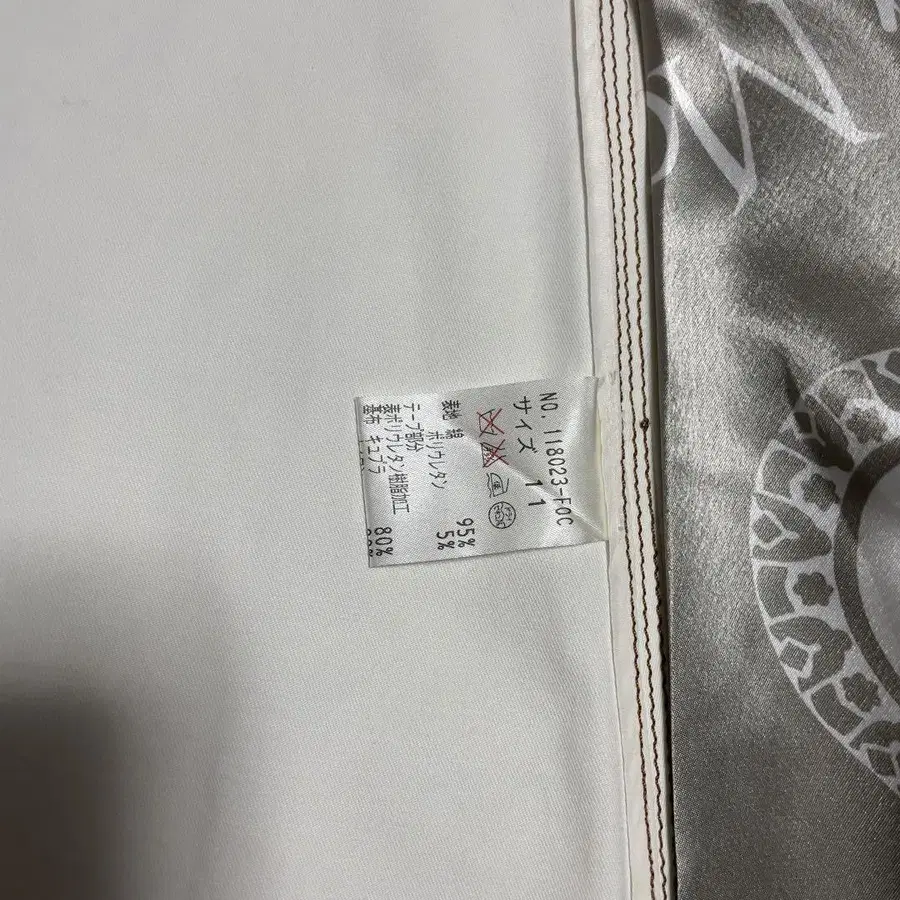 NO. 118023-FOC
サイズ 11
表地 綿 95%
ポリウレタン 5%
テープ部分
表ポリウレタン樹脂加工
基布 キュプラ 80%